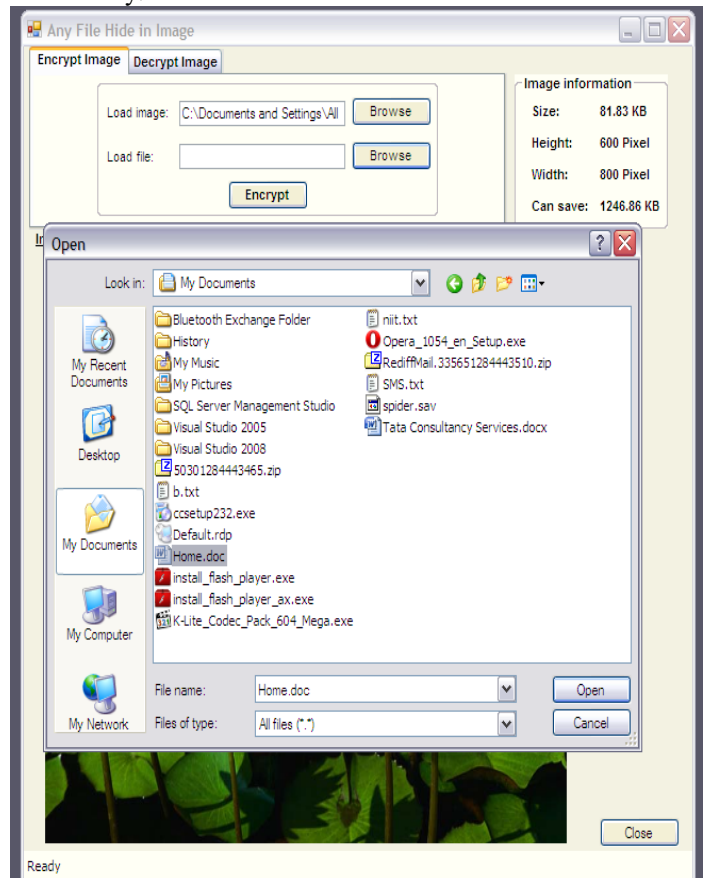 Any File Hide in Image
Encrypt Image Decrypt Image
Load image: C:\Documents and Settings\All Browse
Load file: Browse
Encrypt
Image information
Size: 81.83 KB
Height: 600 Pixel
Width: 800 Pixel
Can save: 1246.86 KB
Open
Look in: My Documents
My Recent Documents
Desktop
My Documents
My Computer
My Network
Bluetooth Exchange Folder
History
My Music
My Pictures
SQL Server Management Studio
Visual Studio 2005
Visual Studio 2008
50301284443465.zip
b.txt
ccsetup232.exe
Default.rdp
Home.doc
install_flash_player.exe
install_flash_player_ax.exe
K-Lite_Codec_Pack_604_Mega.exe
niit.txt
Opera_1054_en_Setup.exe
RediffMail.335651284443510.zip
SMS.txt
spider.sav
Tata Consultancy Services.docx
File name: Home.doc Open
Files of type: All files (*.*) Cancel
Close
Ready